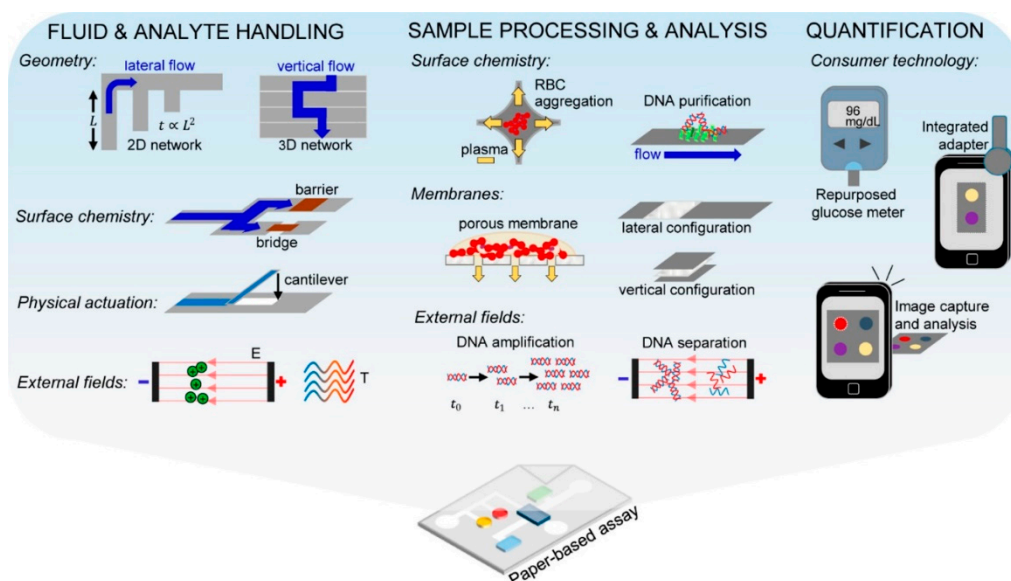 FLUID & ANALYTE HANDLING
Geometry:
lateral flow
L
t ∝ L²
2D network
vertical flow
3D network
Surface chemistry:
barrier
bridge
Physical actuation:
cantilever
External fields:
-
E
+
T
SAMPLE PROCESSING & ANALYSIS
Surface chemistry:
RBC
aggregation
plasma
DNA purification
flow
Membranes:
porous membrane
lateral configuration
vertical configuration
External fields:
DNA amplification
t₀ t₁ ... tₙ
DNA separation
-
+
QUANTIFICATION
Consumer technology:
96
mg/dL
Repurposed
glucose meter
Integrated
adapter
Image capture
and analysis
Paper-based assay